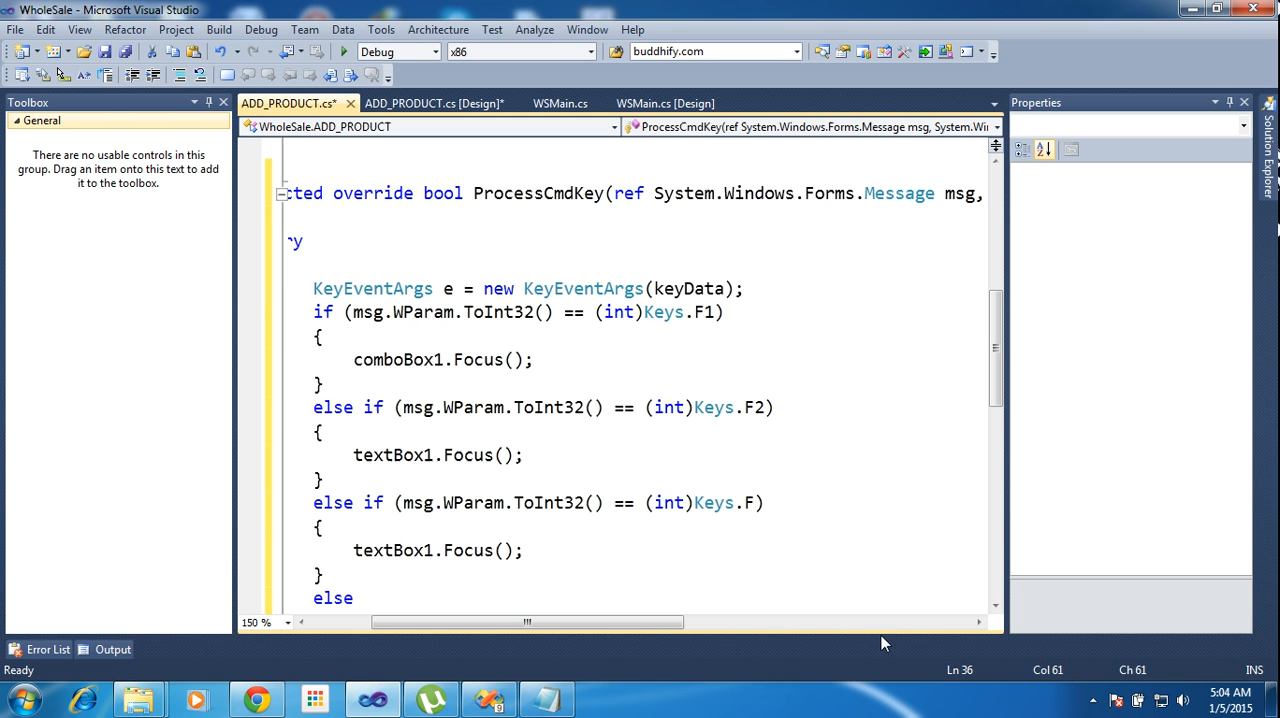 WholeSale - Microsoft Visual Studio
File Edit View Refactor Project Build Debug Team Data Tools Architecture Test Analyze Window Help
Debug x86 buddhify.com
Toolbox
General
There are no usable controls in this
group. Drag an item onto this text to add
it to the toolbox.
ADD_PRODUCT.cs* ADD_PRODUCT.cs [Design]* WSMain.cs WSMain.cs [Design]
WholeSale.ADD_PRODUCT ProcessCmdKey(ref System.Windows.Forms.Message msg, System.Wi
cted override bool ProcessCmdKey(ref System.Windows.Forms.Message msg,
ry
KeyEventArgs e = new KeyEventArgs(keyData);
if (msg.WParam.ToInt32() == (int)Keys.F1)
{
comboBox1.Focus();
}
else if (msg.WParam.ToInt32() == (int)Keys.F2)
{
textBox1.Focus();
}
else if (msg.WParam.ToInt32() == (int)Keys.F)
{
textBox1.Focus();
}
else
150 %
Properties
Solution Explorer
Error List Output
Ready Ln 36 Col 61 Ch 61 INS
5:04 AM
1/5/2015